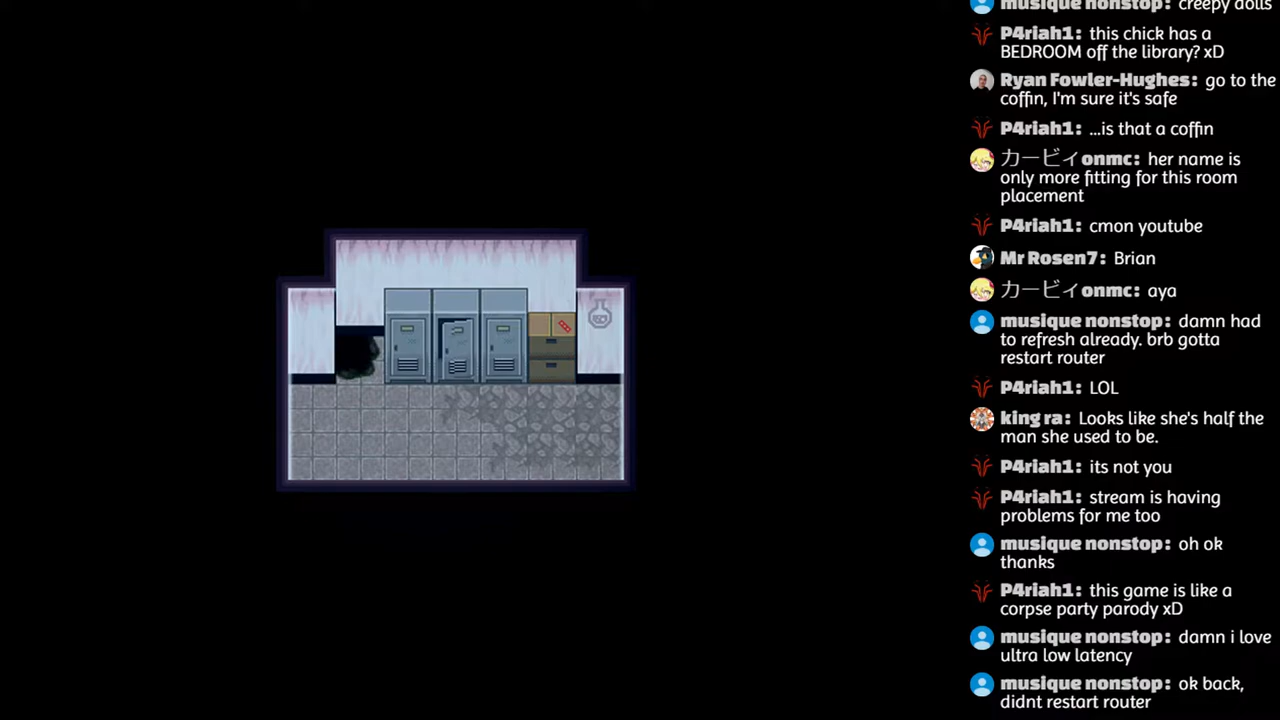 musique nonstop: creepy dolls
P4riah1: this chick has a
BEDROOM off the library? xD
Ryan Fowler-Hughes: go to the
coffin, I'm sure it's safe
P4riah1: ...is that a coffin
カービィonmc: her name is
only more fitting for this room
placement
P4riah1: cmon youtube
Mr Rosen7: Brian
カービィonmc: aya
musique nonstop: damn had
to refresh already. brb gotta
restart router
P4riah1: LOL
king ra: Looks like she's half the
man she used to be.
P4riah1: its not you
P4riah1: stream is having
problems for me too
musique nonstop: oh ok
thanks
P4riah1: this game is like a
corpse party parody xD
musique nonstop: damn i love
ultra low latency
musique nonstop: ok back,
didnt restart router